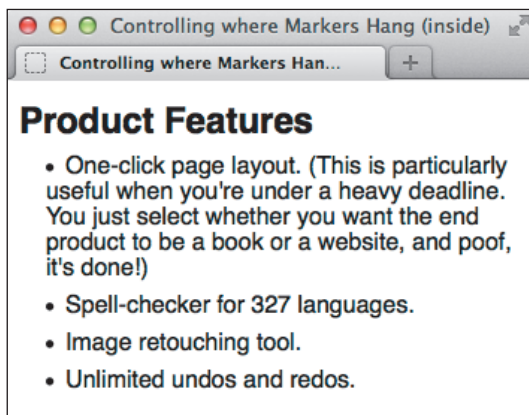 Controlling where Markers Hang (inside)
Controlling where Markers Han...
Product Features
• One-click page layout. (This is particularly
useful when you're under a heavy deadline.
You just select whether you want the end
product to be a book or a website, and poof,
it's done!)
• Spell-checker for 327 languages.
• Image retouching tool.
• Unlimited undos and redos.